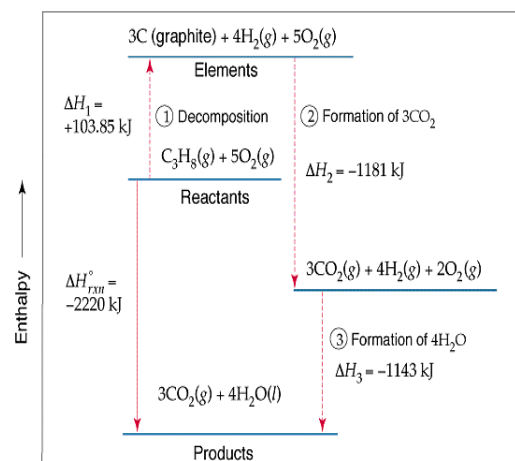 3C (graphite) + 4H₂(g) + 5O₂(g)
Elements
ΔH₁ =
+103.85 kJ
① Decomposition
② Formation of 3CO₂
C₃H₈(g) + 5O₂(g)
ΔH₂ = −1181 kJ
Reactants
Enthalpy
3CO₂(g) + 4H₂(g) + 2O₂(g)
ΔH°rxn =
−2220 kJ
③ Formation of 4H₂O
ΔH₃ = −1143 kJ
3CO₂(g) + 4H₂O(l)
Products